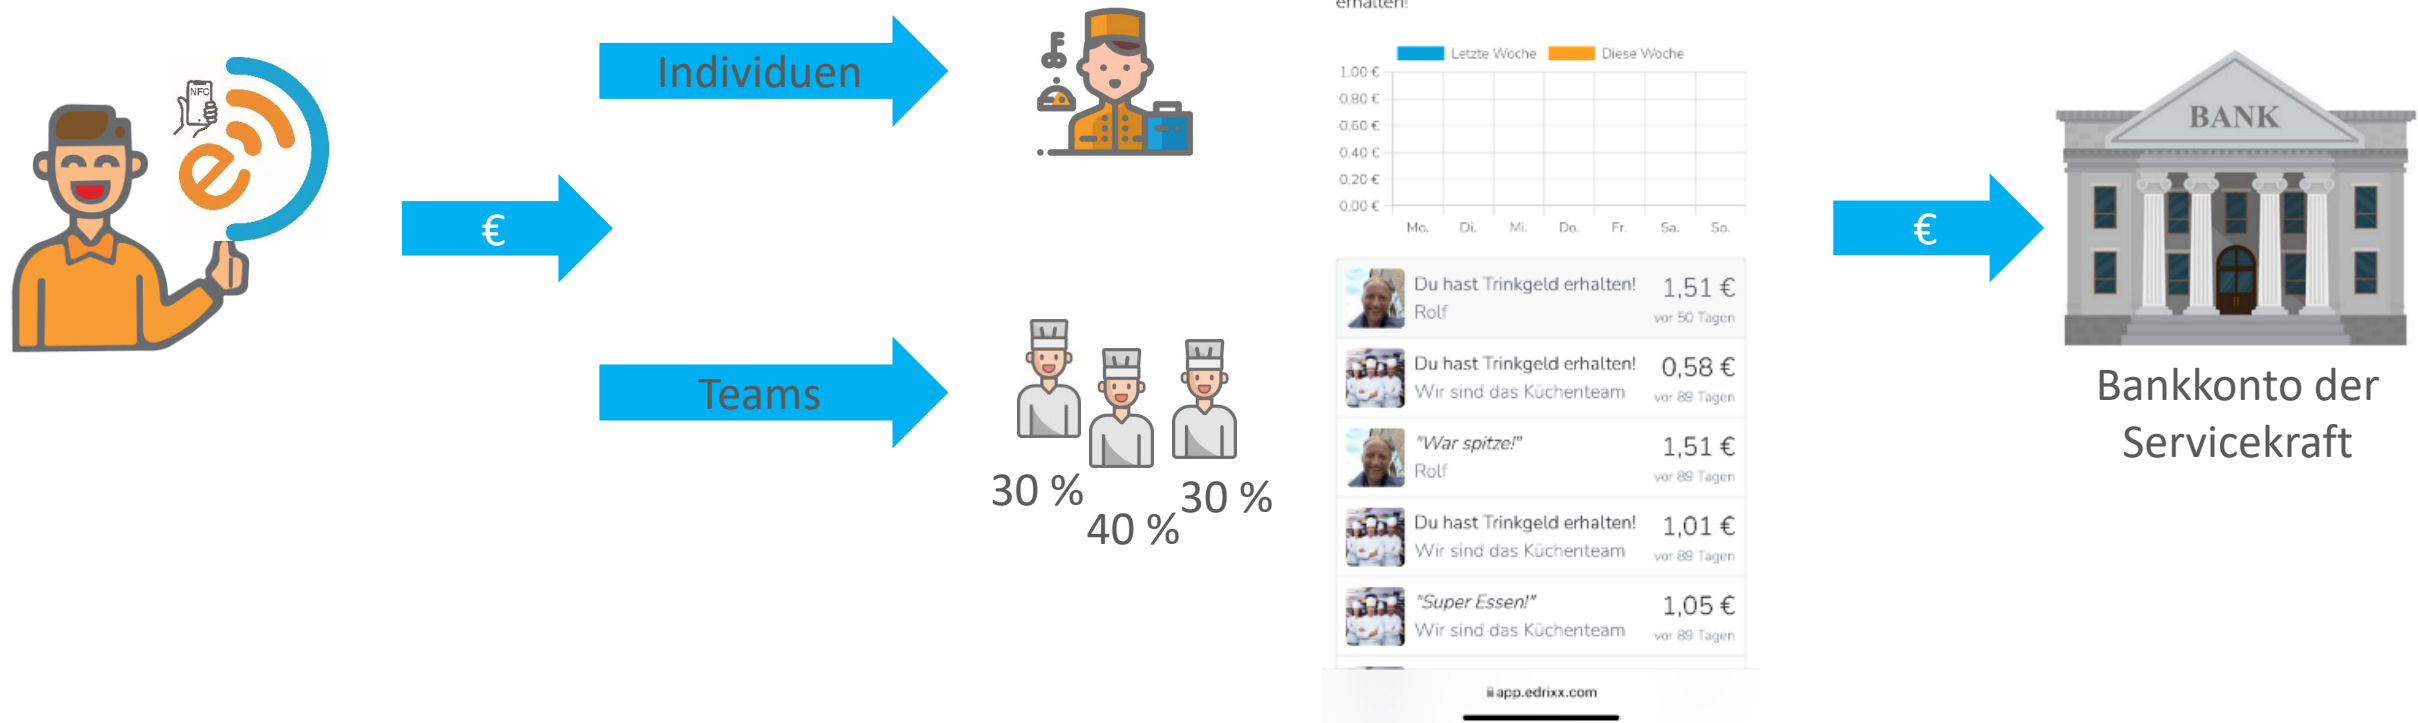 NFC
e
€
Individuen
Teams
30 %
40 %
30 %
erhalten!
Letzte Woche
Diese Woche
1,00 €
0,80 €
0,60 €
0,40 €
0,20 €
0,00 €
Mo. Di. Mi. Do. Fr. Sa. So.
Du hast Trinkgeld erhalten! 1,51 €
Rolf vor 50 Tagen
Du hast Trinkgeld erhalten! 0,58 €
Wir sind das Küchenteam vor 89 Tagen
"War spitze!" 1,51 €
Rolf vor 89 Tagen
Du hast Trinkgeld erhalten! 1,01 €
Wir sind das Küchenteam vor 89 Tagen
"Super Essen!" 1,05 €
Wir sind das Küchenteam vor 89 Tagen
app.edrixx.com
€
BANK
Bankkonto der
Servicekraft